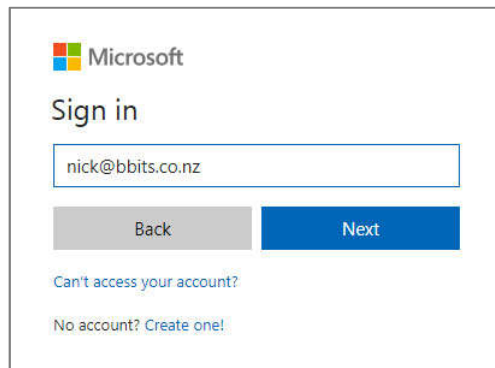 Microsoft
Sign in
nick@bbits.co.nz
Back Next
Can't access your account?
No account? Create one!